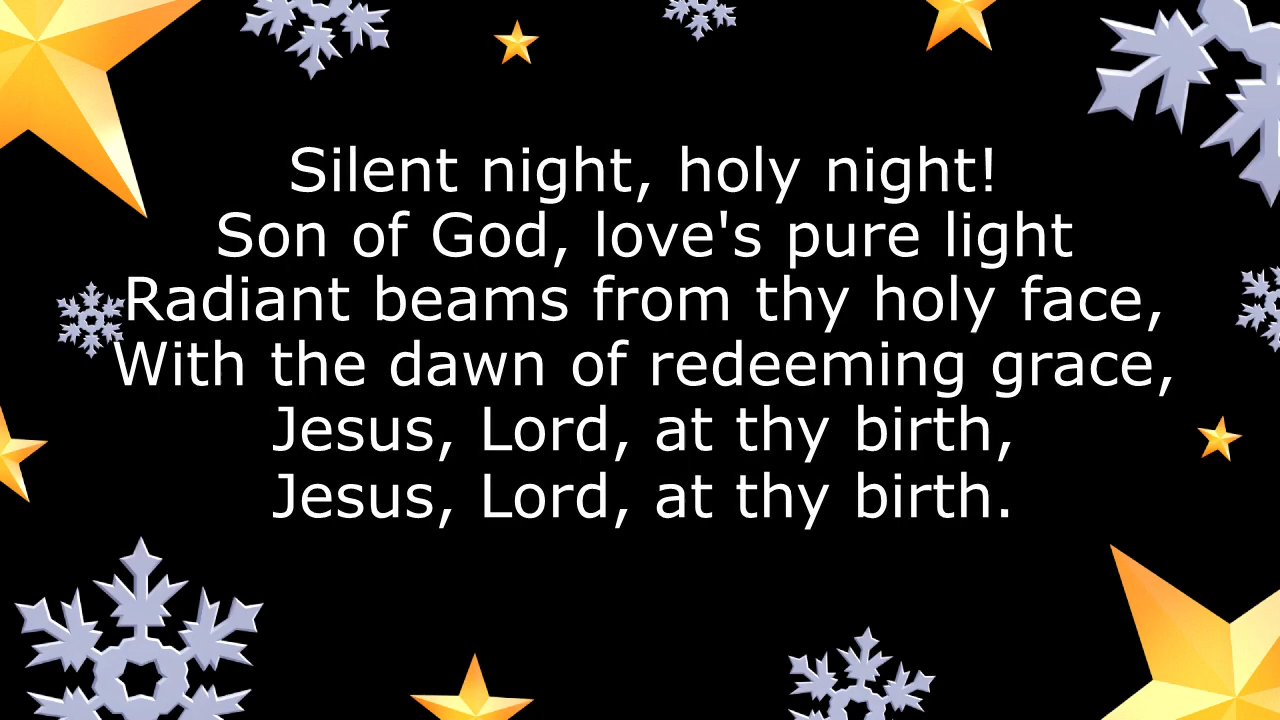 Silent night, holy night!
Son of God, love's pure light
Radiant beams from thy holy face,
With the dawn of redeeming grace,
Jesus, Lord, at thy birth,
Jesus, Lord, at thy birth.